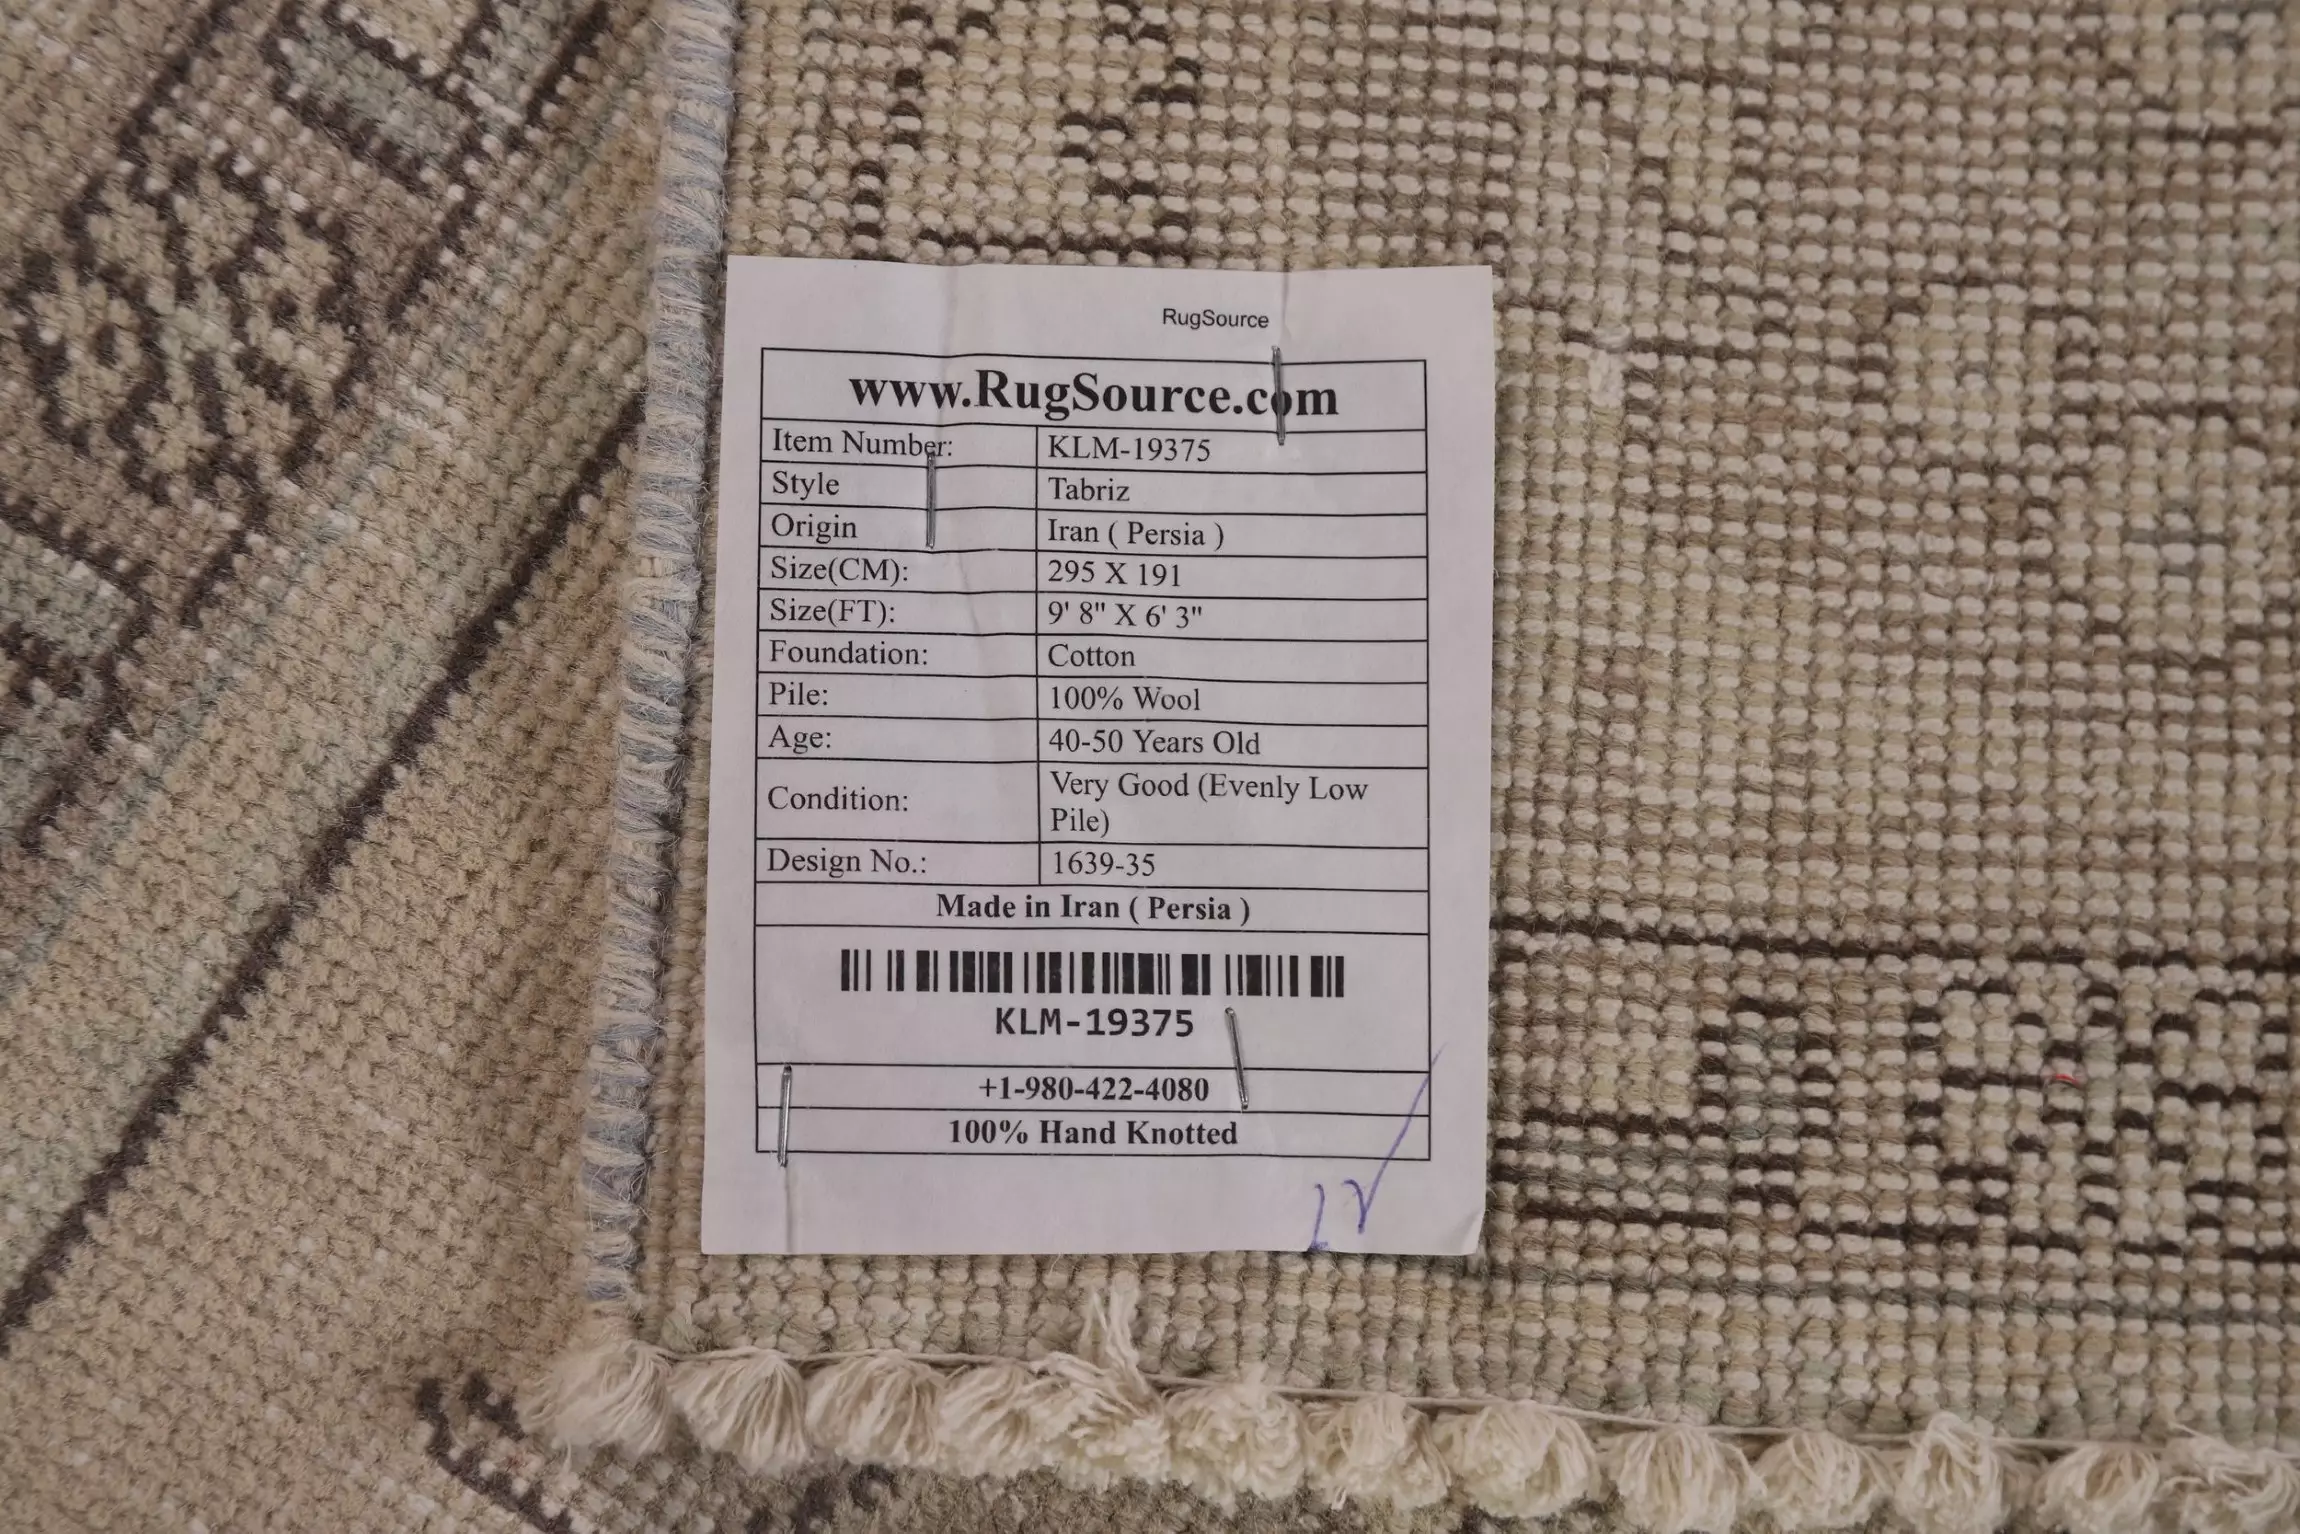 RugSource
www.RugSource.com
Item Number: KLM-19375
Style Tabriz
Origin Iran ( Persia )
Size(CM): 295 X 191
Size(FT): 9' 8" X 6' 3"
Foundation: Cotton
Pile: 100% Wool
Age: 40-50 Years Old
Condition: Very Good (Evenly Low
Pile)
Design No.: 1639-35
Made in Iran ( Persia )
KLM-19375
+1-980-422-4080
100% Hand Knotted